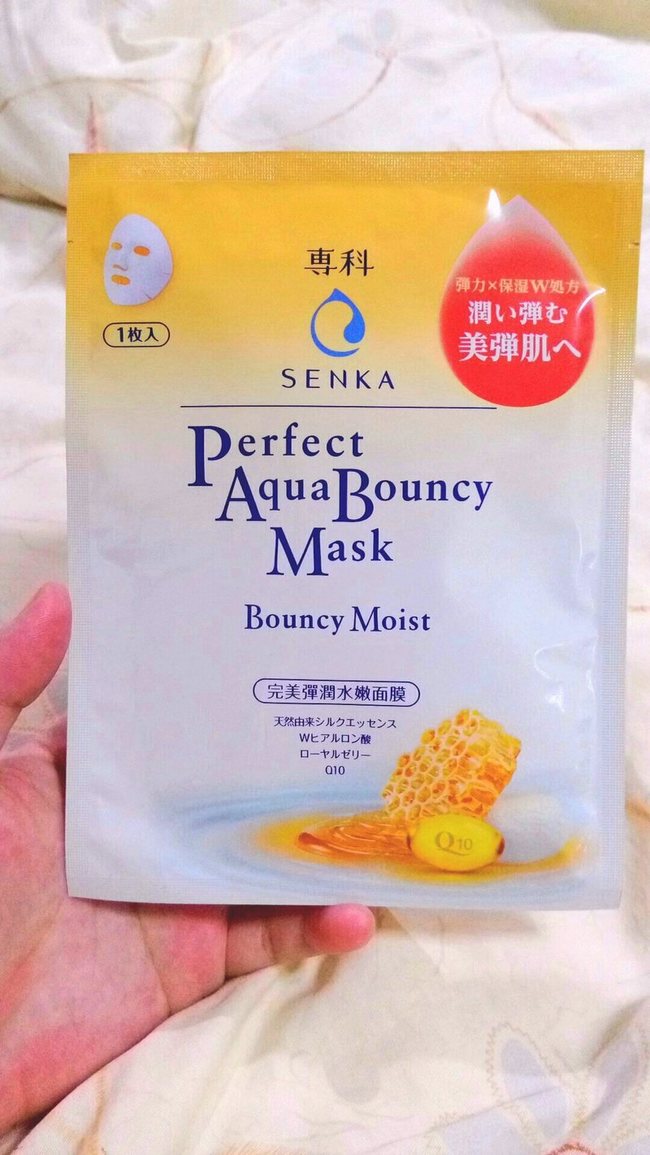 専科
SENKA
1枚入
弾力×保湿W処方
潤い弾む
美弾肌へ
Perfect
AquaBouncy
Mask
Bouncy Moist
完美彈潤水嫩面膜
天然由来シルクエッセンス
Wヒアルロン酸
ローヤルゼリー
Q10
Q10